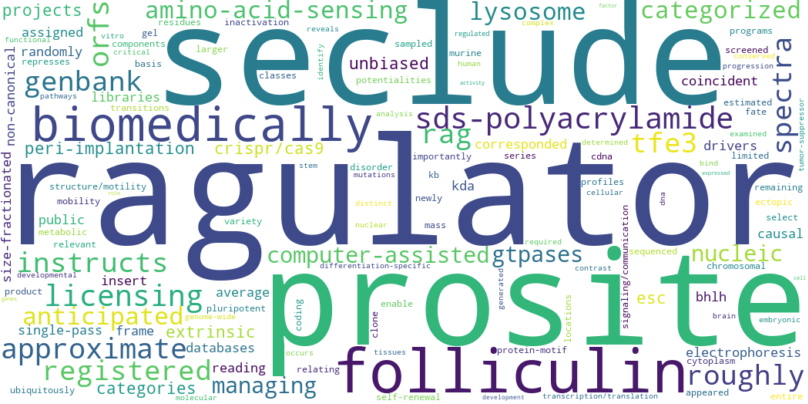 projects
amino-acid-sensing
lysosome
categorized
functional
assigned
orfs
residues
inactivation
components
vitro
gel
reveals
larger
sampled
regulated
complex
factor
programs
randomly
critical
basis
identify
unbiased
murine
human
conserved
represses
classes
screened
progression
seclude
coincident
genbank
transitions
potentialities
activity
spectra
pathways
libraries
estimated
fate
non-canonical
biomedically
analysis
sds-polyacrylamide
tumor-suppressor
rag
tfe3
drivers
examined
peri-implantation
crispr/cas9
corresponded
determined
importantly
series
cdna
limited
bind
expressed
stem
disorder
structure/motility
mutations
kb
kda
newly
profiles
cellular
remaining
ectopic
mobility
variety
distinct
dna
select
public
metabolic
relevant
nuclear
mass
causal
ragulator
size-fractionated
computer-assisted
gtpases
required
sequenced
nucleic
instructs
differentiation-specific
contrast
chromosomal
developmental
insert
signaling/communication
brain
cell
product
licensing
average
generated
esc
bhlh
embryonic
pluripotent
coding
enable
locations
anticipated
genome-wide
prosite
single-pass
frame
extrinsic
clone
occurs
protein-motif
cytoplasm
electrophoresis
approximate
databases
tissues
relating
folliculin
registered
reading
roughly
categories
managing
appeared
ubiquitously
molecular
self-renewal
development
transcription/translation
entire